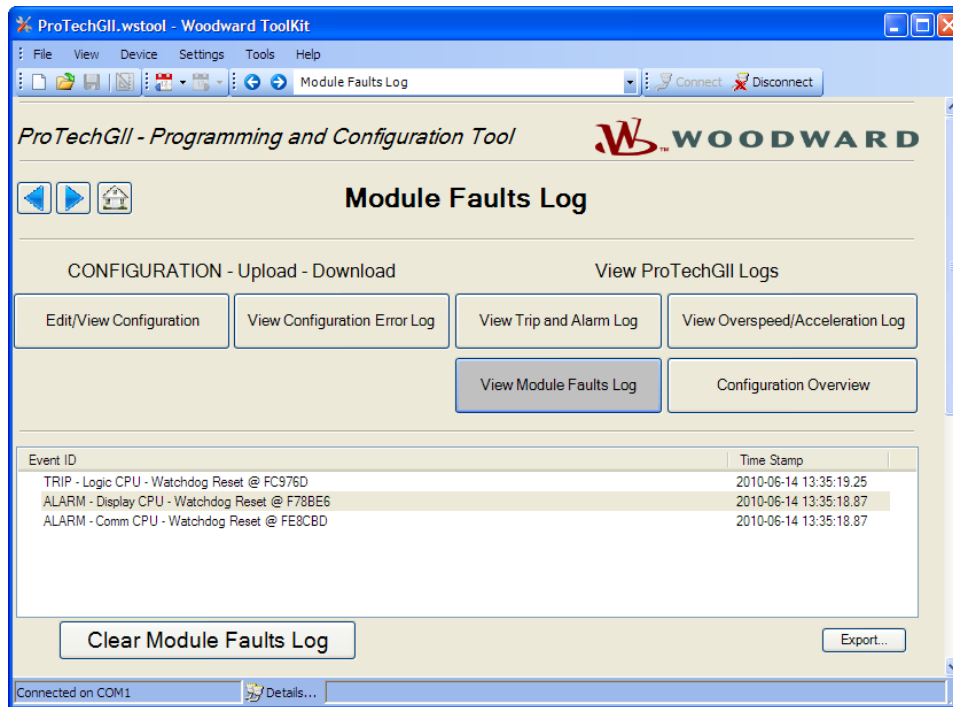 ProTechGII.wstool - Woodward ToolKit
File View Device Settings Tools Help
Module Faults Log Connect Disconnect
ProTechGII - Programming and Configuration Tool
W TM WOODWARD
Module Faults Log
CONFIGURATION - Upload - Download View ProTechGII Logs
Edit/View Configuration View Configuration Error Log View Trip and Alarm Log View Overspeed/Acceleration Log
View Module Faults Log Configuration Overview
Event ID Time Stamp
TRIP - Logic CPU - Watchdog Reset @ FC976D 2010-06-14 13:35:19.25
ALARM - Display CPU - Watchdog Reset @ F78BE6 2010-06-14 13:35:18.87
ALARM - Comm CPU - Watchdog Reset @ FE8CBD 2010-06-14 13:35:18.87
Clear Module Faults Log Export...
Connected on COM1 Details...